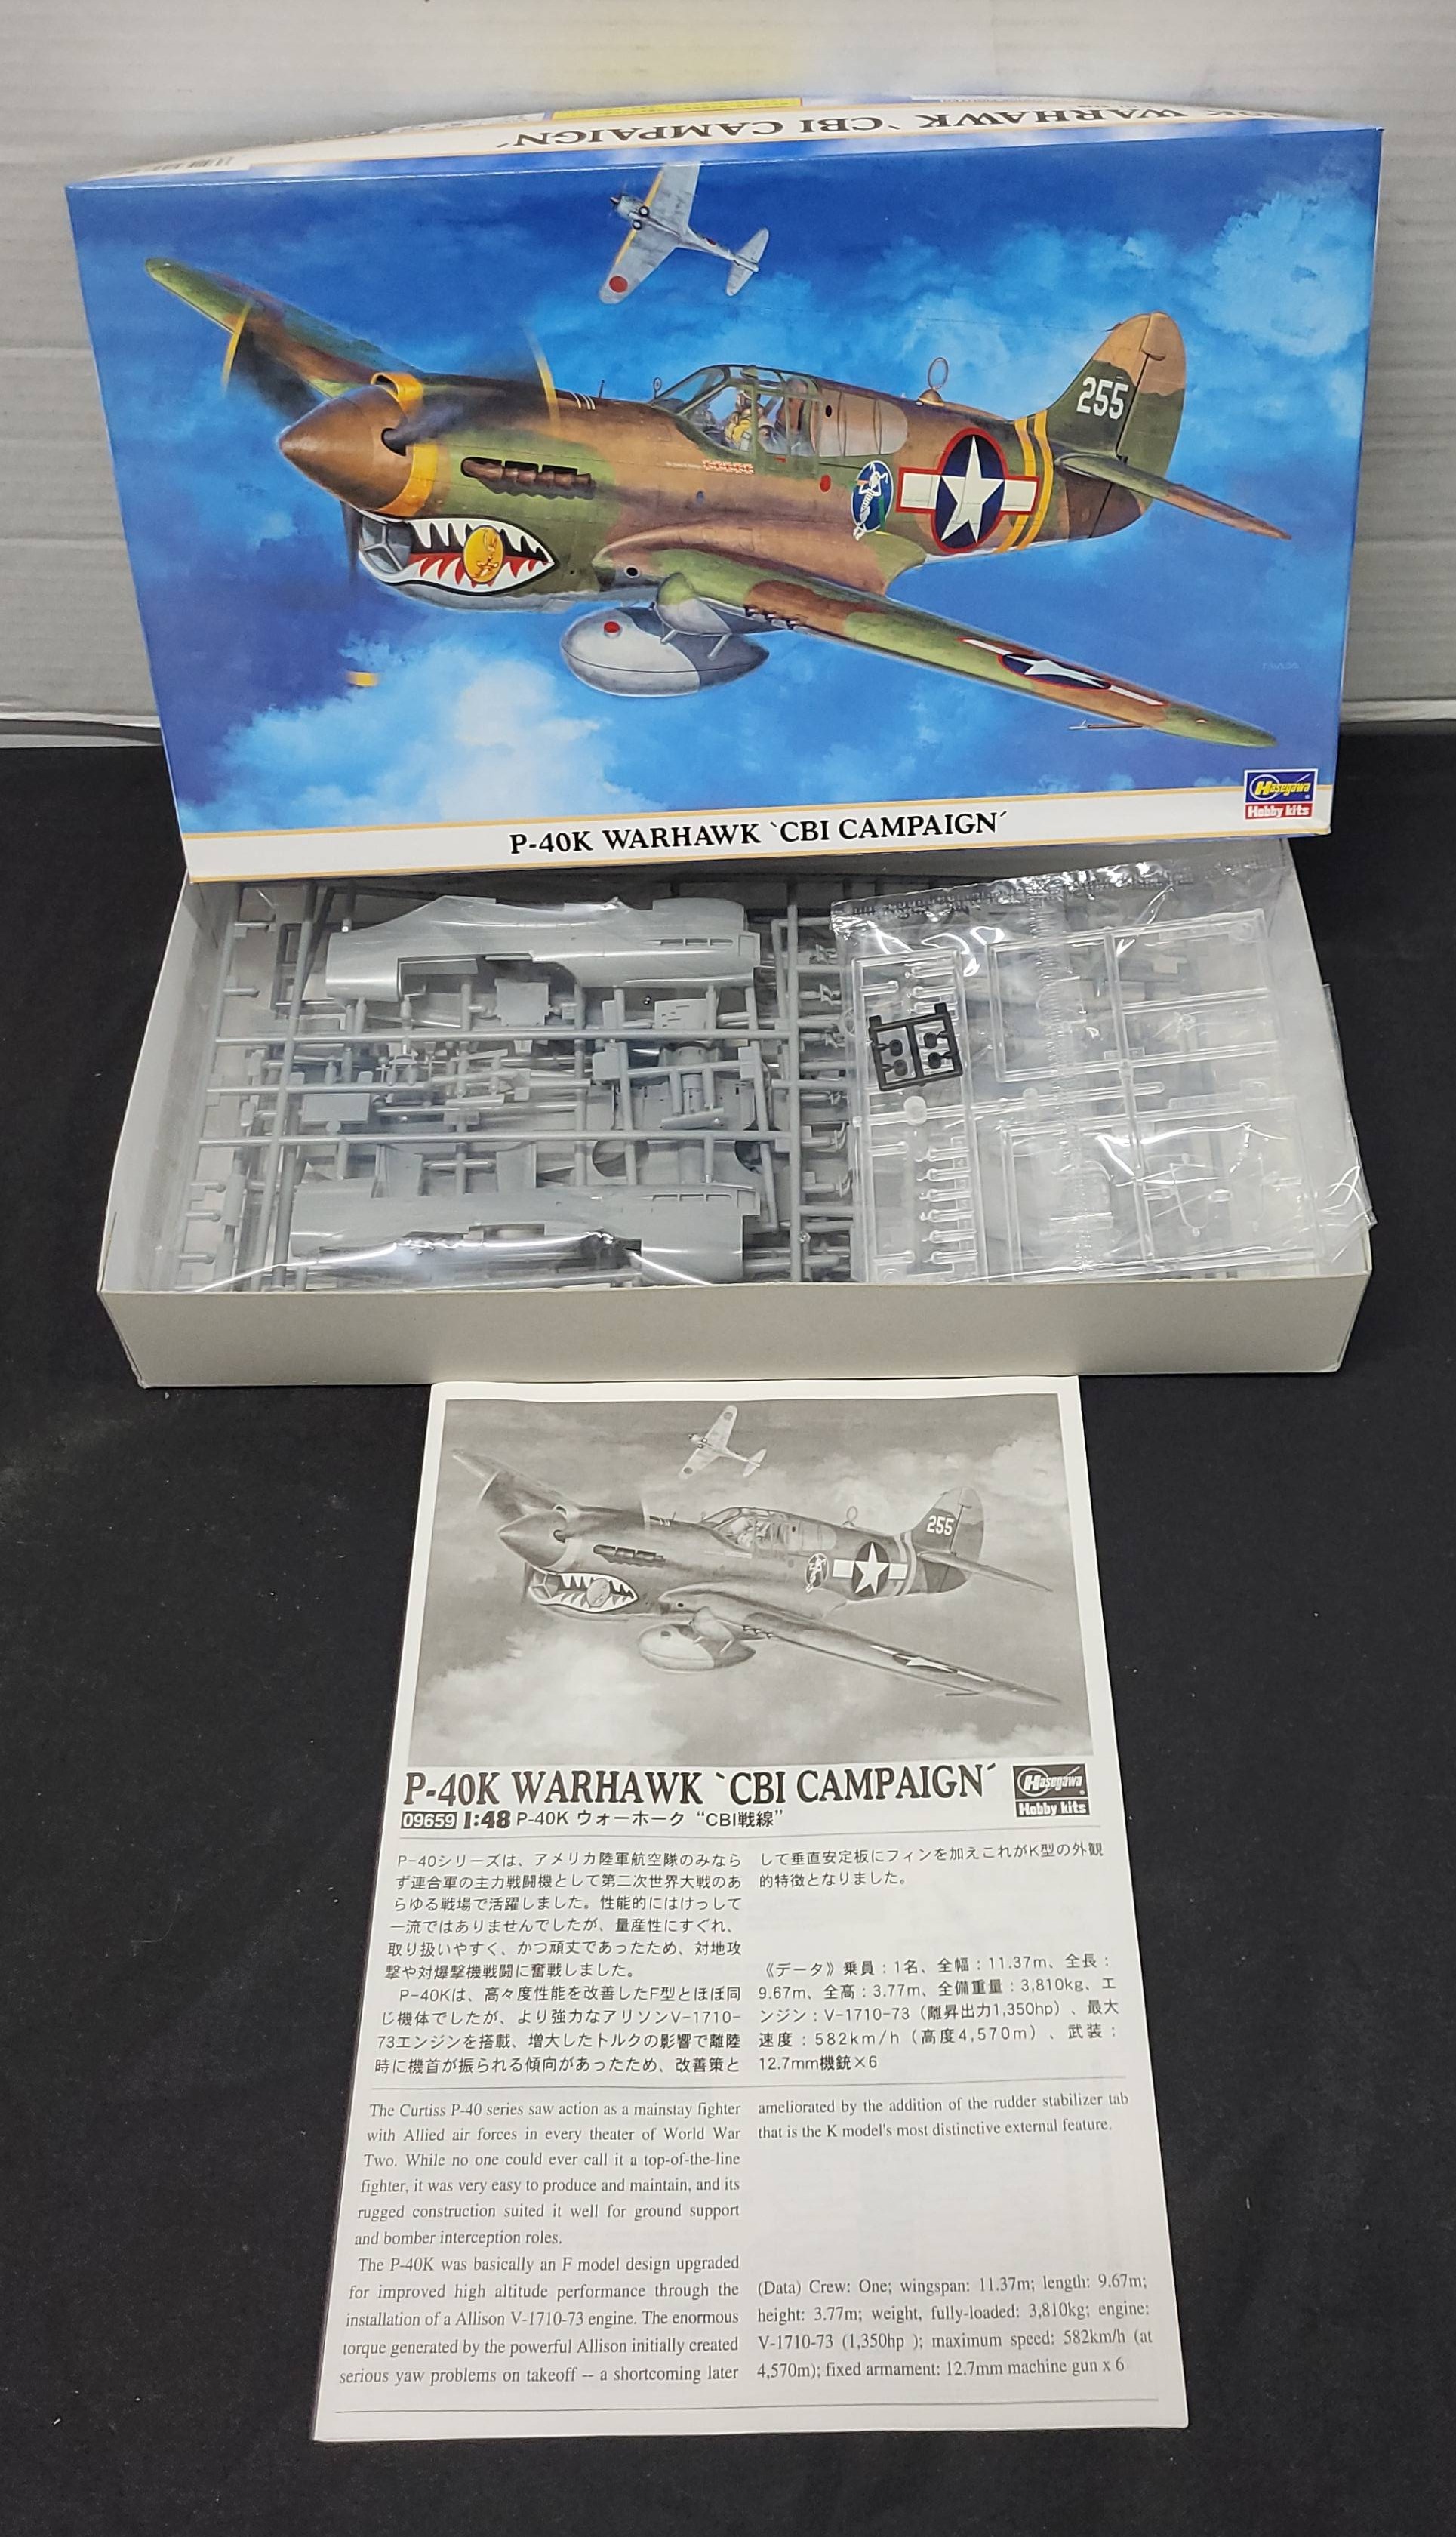 P-40K WARHAWK `CBI CAMPAIGN´
255
Hasegawa
Hobby kits
P-40K WARHAWK `CBI CAMPAIGN´
255
P-40K WARHAWK `CBI CAMPAIGN´
Hasegawa
Hobby kits
09659 1:48 P-40K ウォーホーク “CBI戦線”
P-40シリーズは、アメリカ陸軍航空隊のみなら
ず連合軍の主力戦闘機として第二次世界大戦のあ
らゆる戦場で活躍しました。性能的にはけっして
一流ではありませんでしたが、量産性にすぐれ、
取り扱いやすく、かつ頑丈であったため、対地攻
撃や対爆撃機戦闘に奮戦しました。
P-40Kは、高々度性能を改善したF型とほぼ同
じ機体でしたが、より強力なアリソンV-1710-
73エンジンを搭載、増大したトルクの影響で離陸
時に機首が振られる傾向があったため、改善策と
して垂直安定板にフィンを加えこれがK型の外観
的特徴となりました。
《データ》乗員：1名、全幅：11.37m、全長：
9.67m、全高：3.77m、全備重量：3,810kg、エ
ンジン：V-1710-73（離昇出力1,350hp）、最大
速度：582km/h（高度4,570m）、武装：
12.7mm機銃×6
The Curtiss P-40 series saw action as a mainstay fighter
with Allied air forces in every theater of World War
Two. While no one could ever call it a top-of-the-line
fighter, it was very easy to produce and maintain, and its
rugged construction suited it well for ground support
and bomber interception roles.
The P-40K was basically an F model design upgraded
for improved high altitude performance through the
installation of a Allison V-1710-73 engine. The enormous
torque generated by the powerful Allison initially created
serious yaw problems on takeoff -- a shortcoming later
ameliorated by the addition of the rudder stabilizer tab
that is the K model's most distinctive external feature.
(Data) Crew: One; wingspan: 11.37m; length: 9.67m;
height: 3.77m; weight, fully-loaded: 3,810kg; engine:
V-1710-73 (1,350hp ); maximum speed: 582km/h (at
4,570m); fixed armament: 12.7mm machine gun x 6